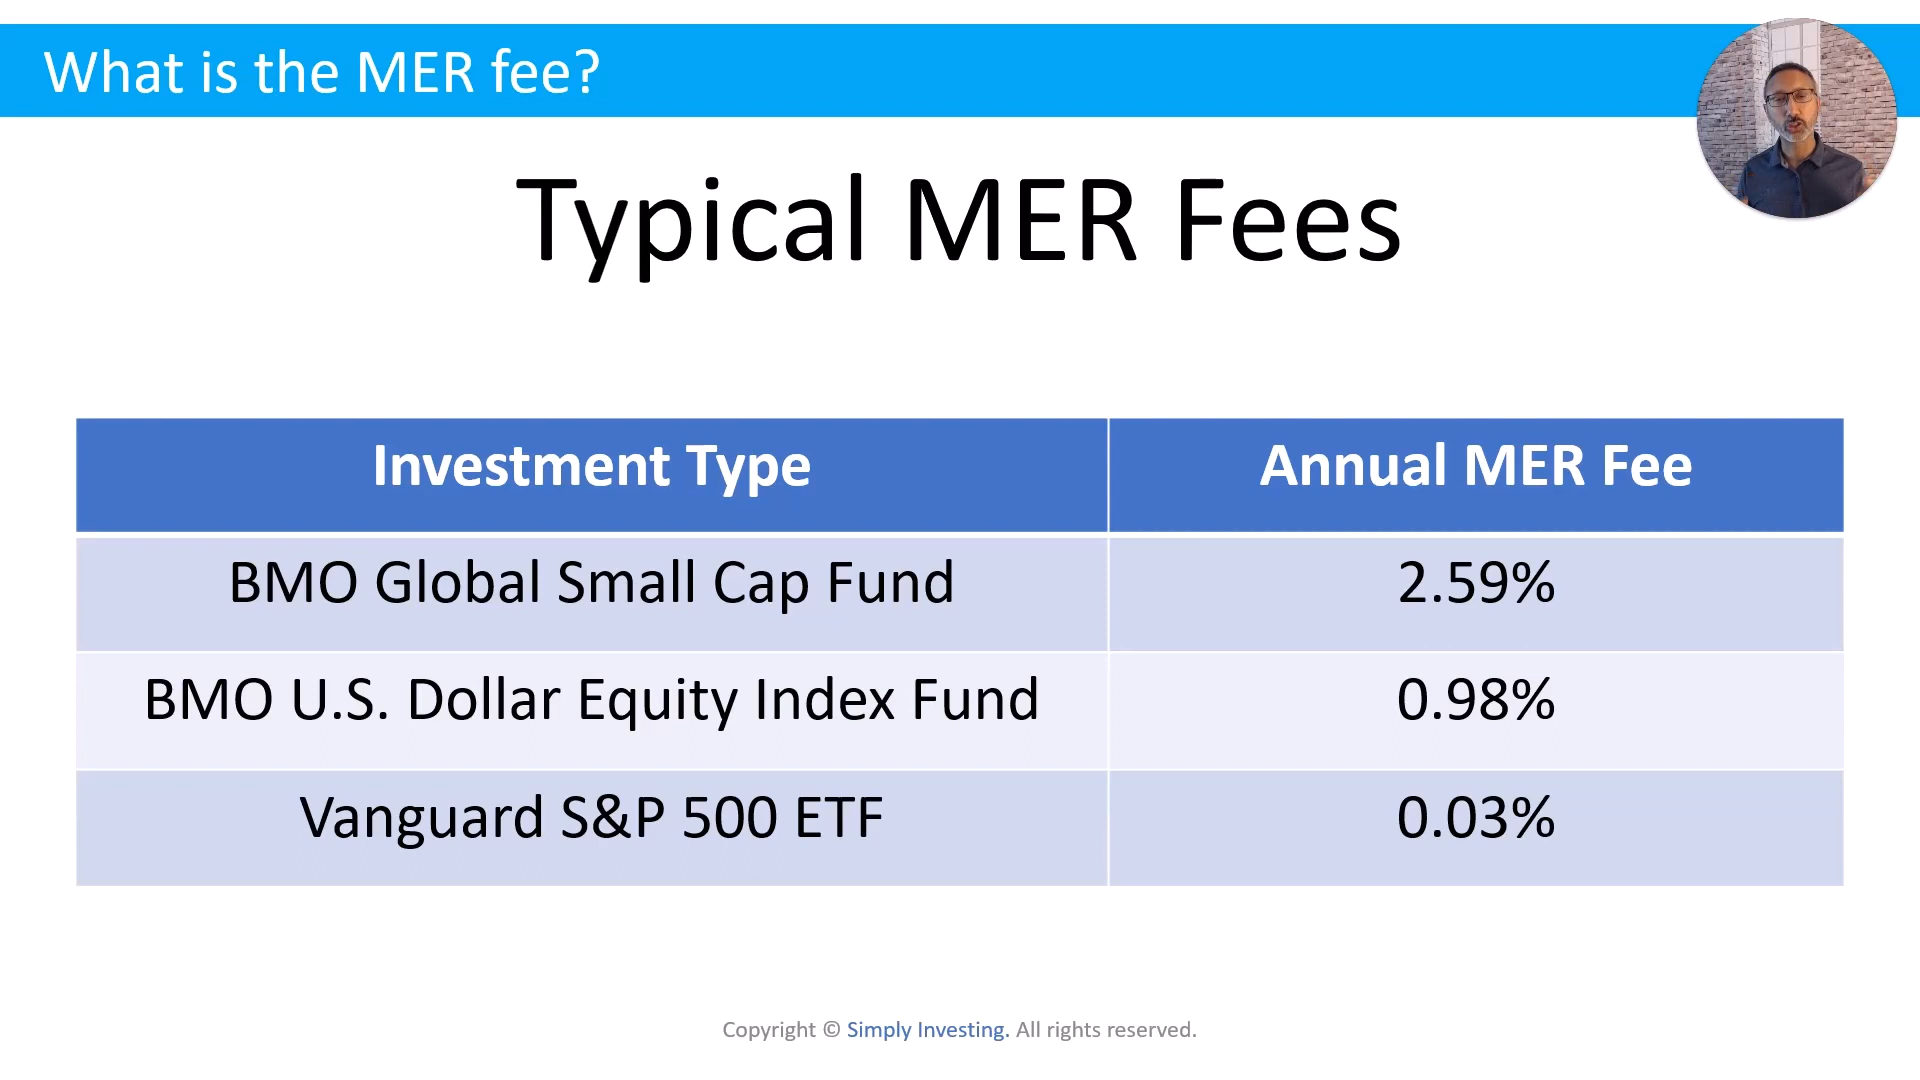 What is the MER fee?
Typical MER Fees
Investment Type
Annual MER Fee
BMO Global Small Cap Fund
2.59%
BMO U.S. Dollar Equity Index Fund
0.98%
Vanguard S&P 500 ETF
0.03%
Copyright © Simply Investing. All rights reserved.